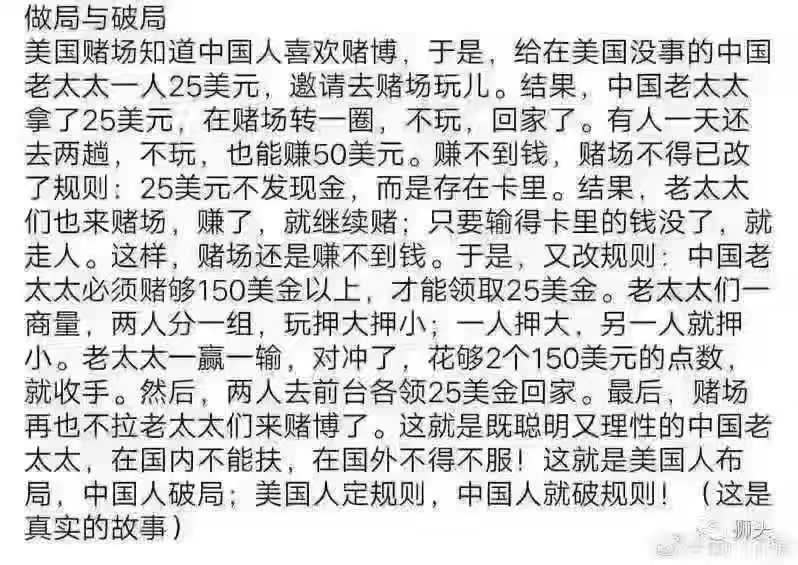 做局与破局
美国赌场知道中国人喜欢赌博，于是，给在美国没事的中国
老太太一人25美元，邀请去赌场玩儿。结果，中国老太太
拿了25美元，在赌场转一圈，不玩，回家了。有人一天还
去两趟，不玩，也能赚50美元。赚不到钱，赌场不得已改
了规则：25美元不发现金，而是存在卡里。结果，老太太
们也来赌场，赚了，就继续赌；只要输得卡里的钱没了，就
走人。这样，赌场还是赚不到钱。于是，又改规则：中国老
太太必须赌够150美金以上，才能领取25美金。老太太们一
商量，两人分一组，玩押大押小；一人押大，另一人就押
小。老太太一赢一输，对冲了，花够2个150美元的点数，
就收手。然后，两人去前台各领25美金回家。最后，赌场
再也不拉老太太们来赌博了。这就是既聪明又理性的中国老
太太，在国内不能扶，在国外不得不服！这就是美国人布
局，中国人破局；美国人定规则，中国人就破规则！（这是
真实的故事）
狮头